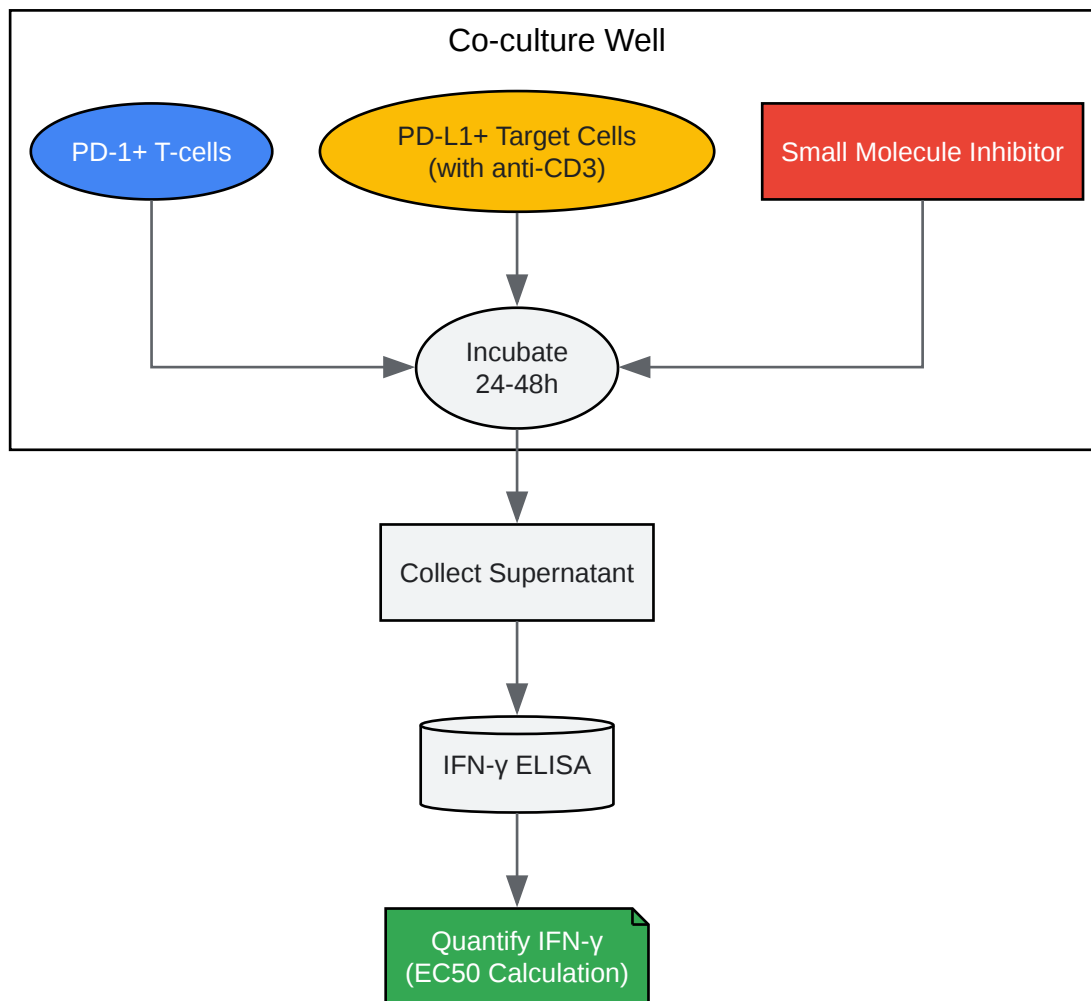 Co-culture Well
PD-1+ T-cells
PD-L1+ Target Cells
(with anti-CD3)
Small Molecule Inhibitor
Incubate
24-48h
Collect Supernatant
IFN-γ ELISA
Quantify IFN-γ
(EC50 Calculation)